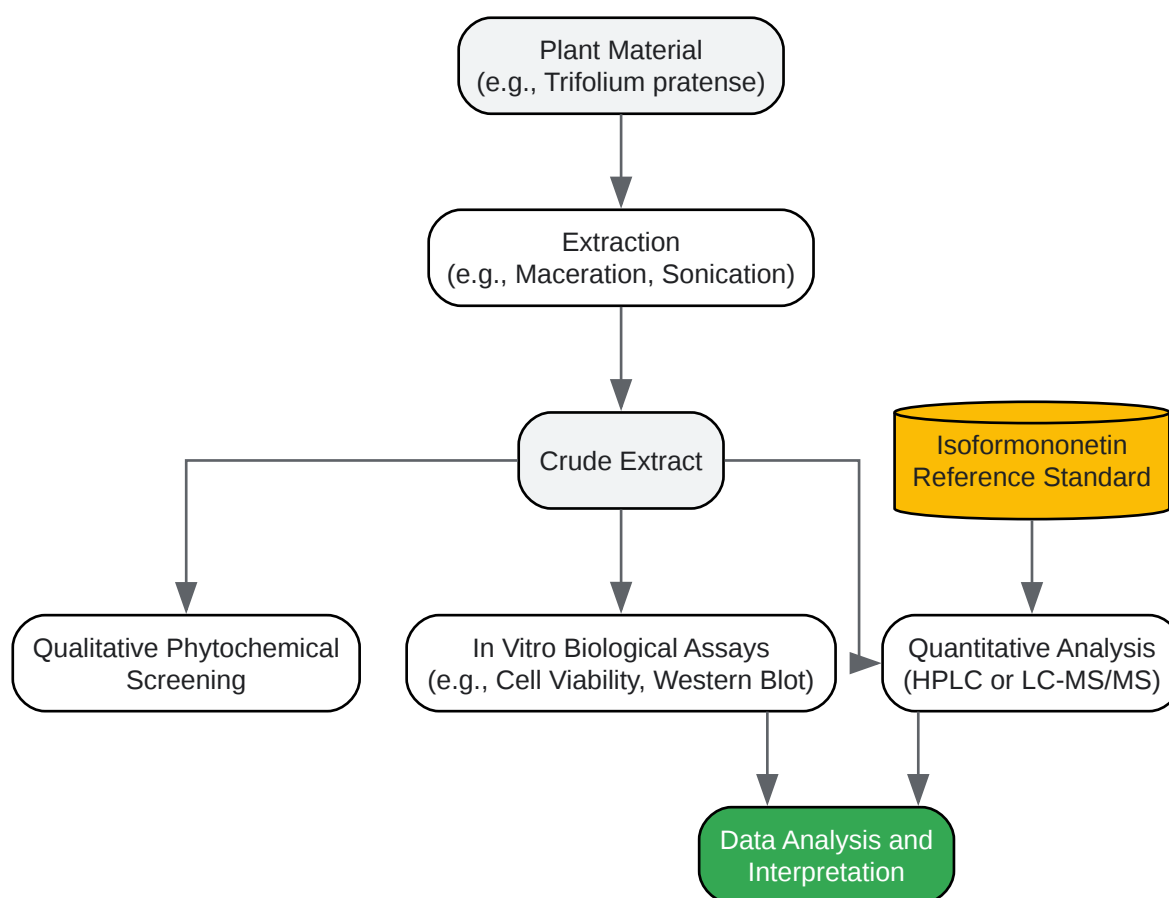 Plant Material
(e.g., Trifolium pratense)
Extraction
(e.g., Maceration, Sonication)
Crude Extract
Isoformononetin
Reference Standard
Qualitative Phytochemical
Screening
In Vitro Biological Assays
(e.g., Cell Viability, Western Blot)
Quantitative Analysis
(HPLC or LC-MS/MS)
Data Analysis and
Interpretation